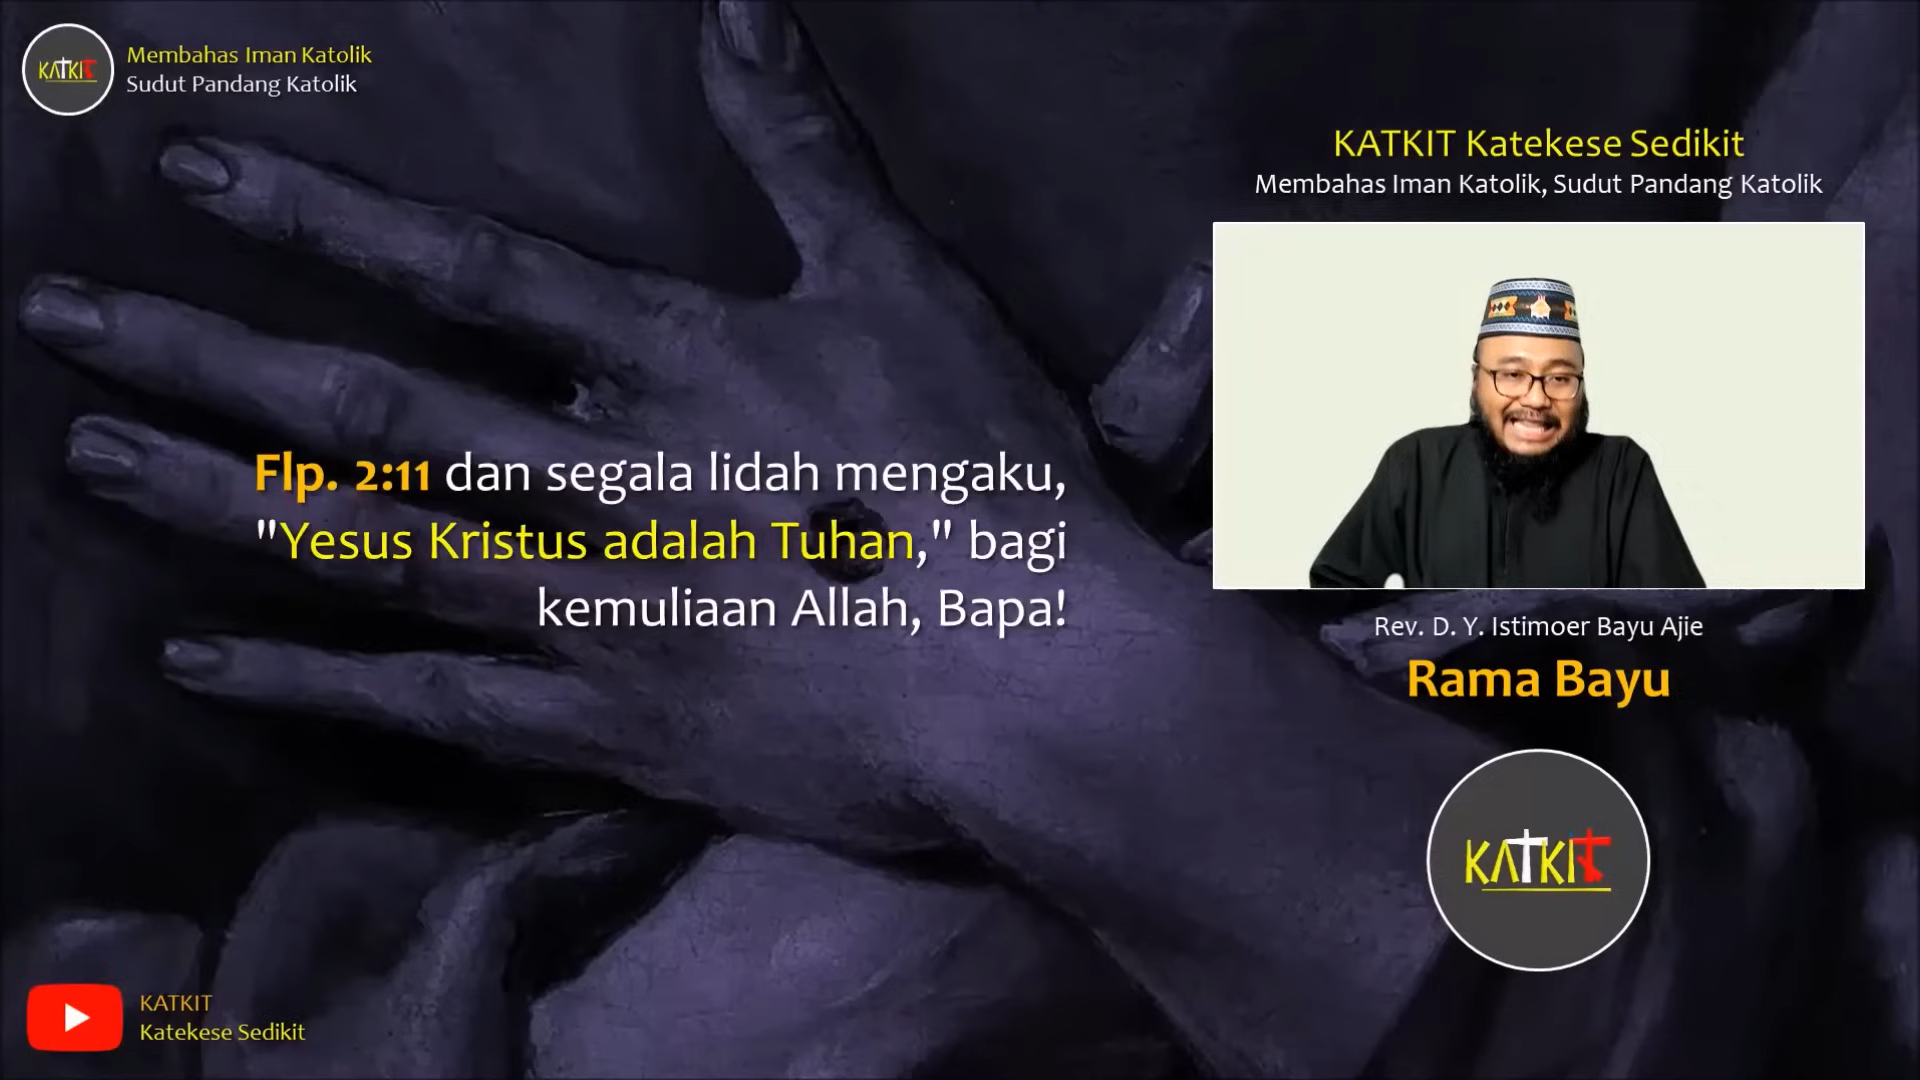 KATKIT
Membahas Iman Katolik
Sudut Pandang Katolik
KATKIT Katekese Sedikit
Membahas Iman Katolik, Sudut Pandang Katolik
Flp. 2:11 dan segala lidah mengaku,
"Yesus Kristus adalah Tuhan," bagi
kemuliaan Allah, Bapa!
Rev. D. Y. Istimoer Bayu Ajie
Rama Bayu
KATKIT
KATKIT
Katekese Sedikit